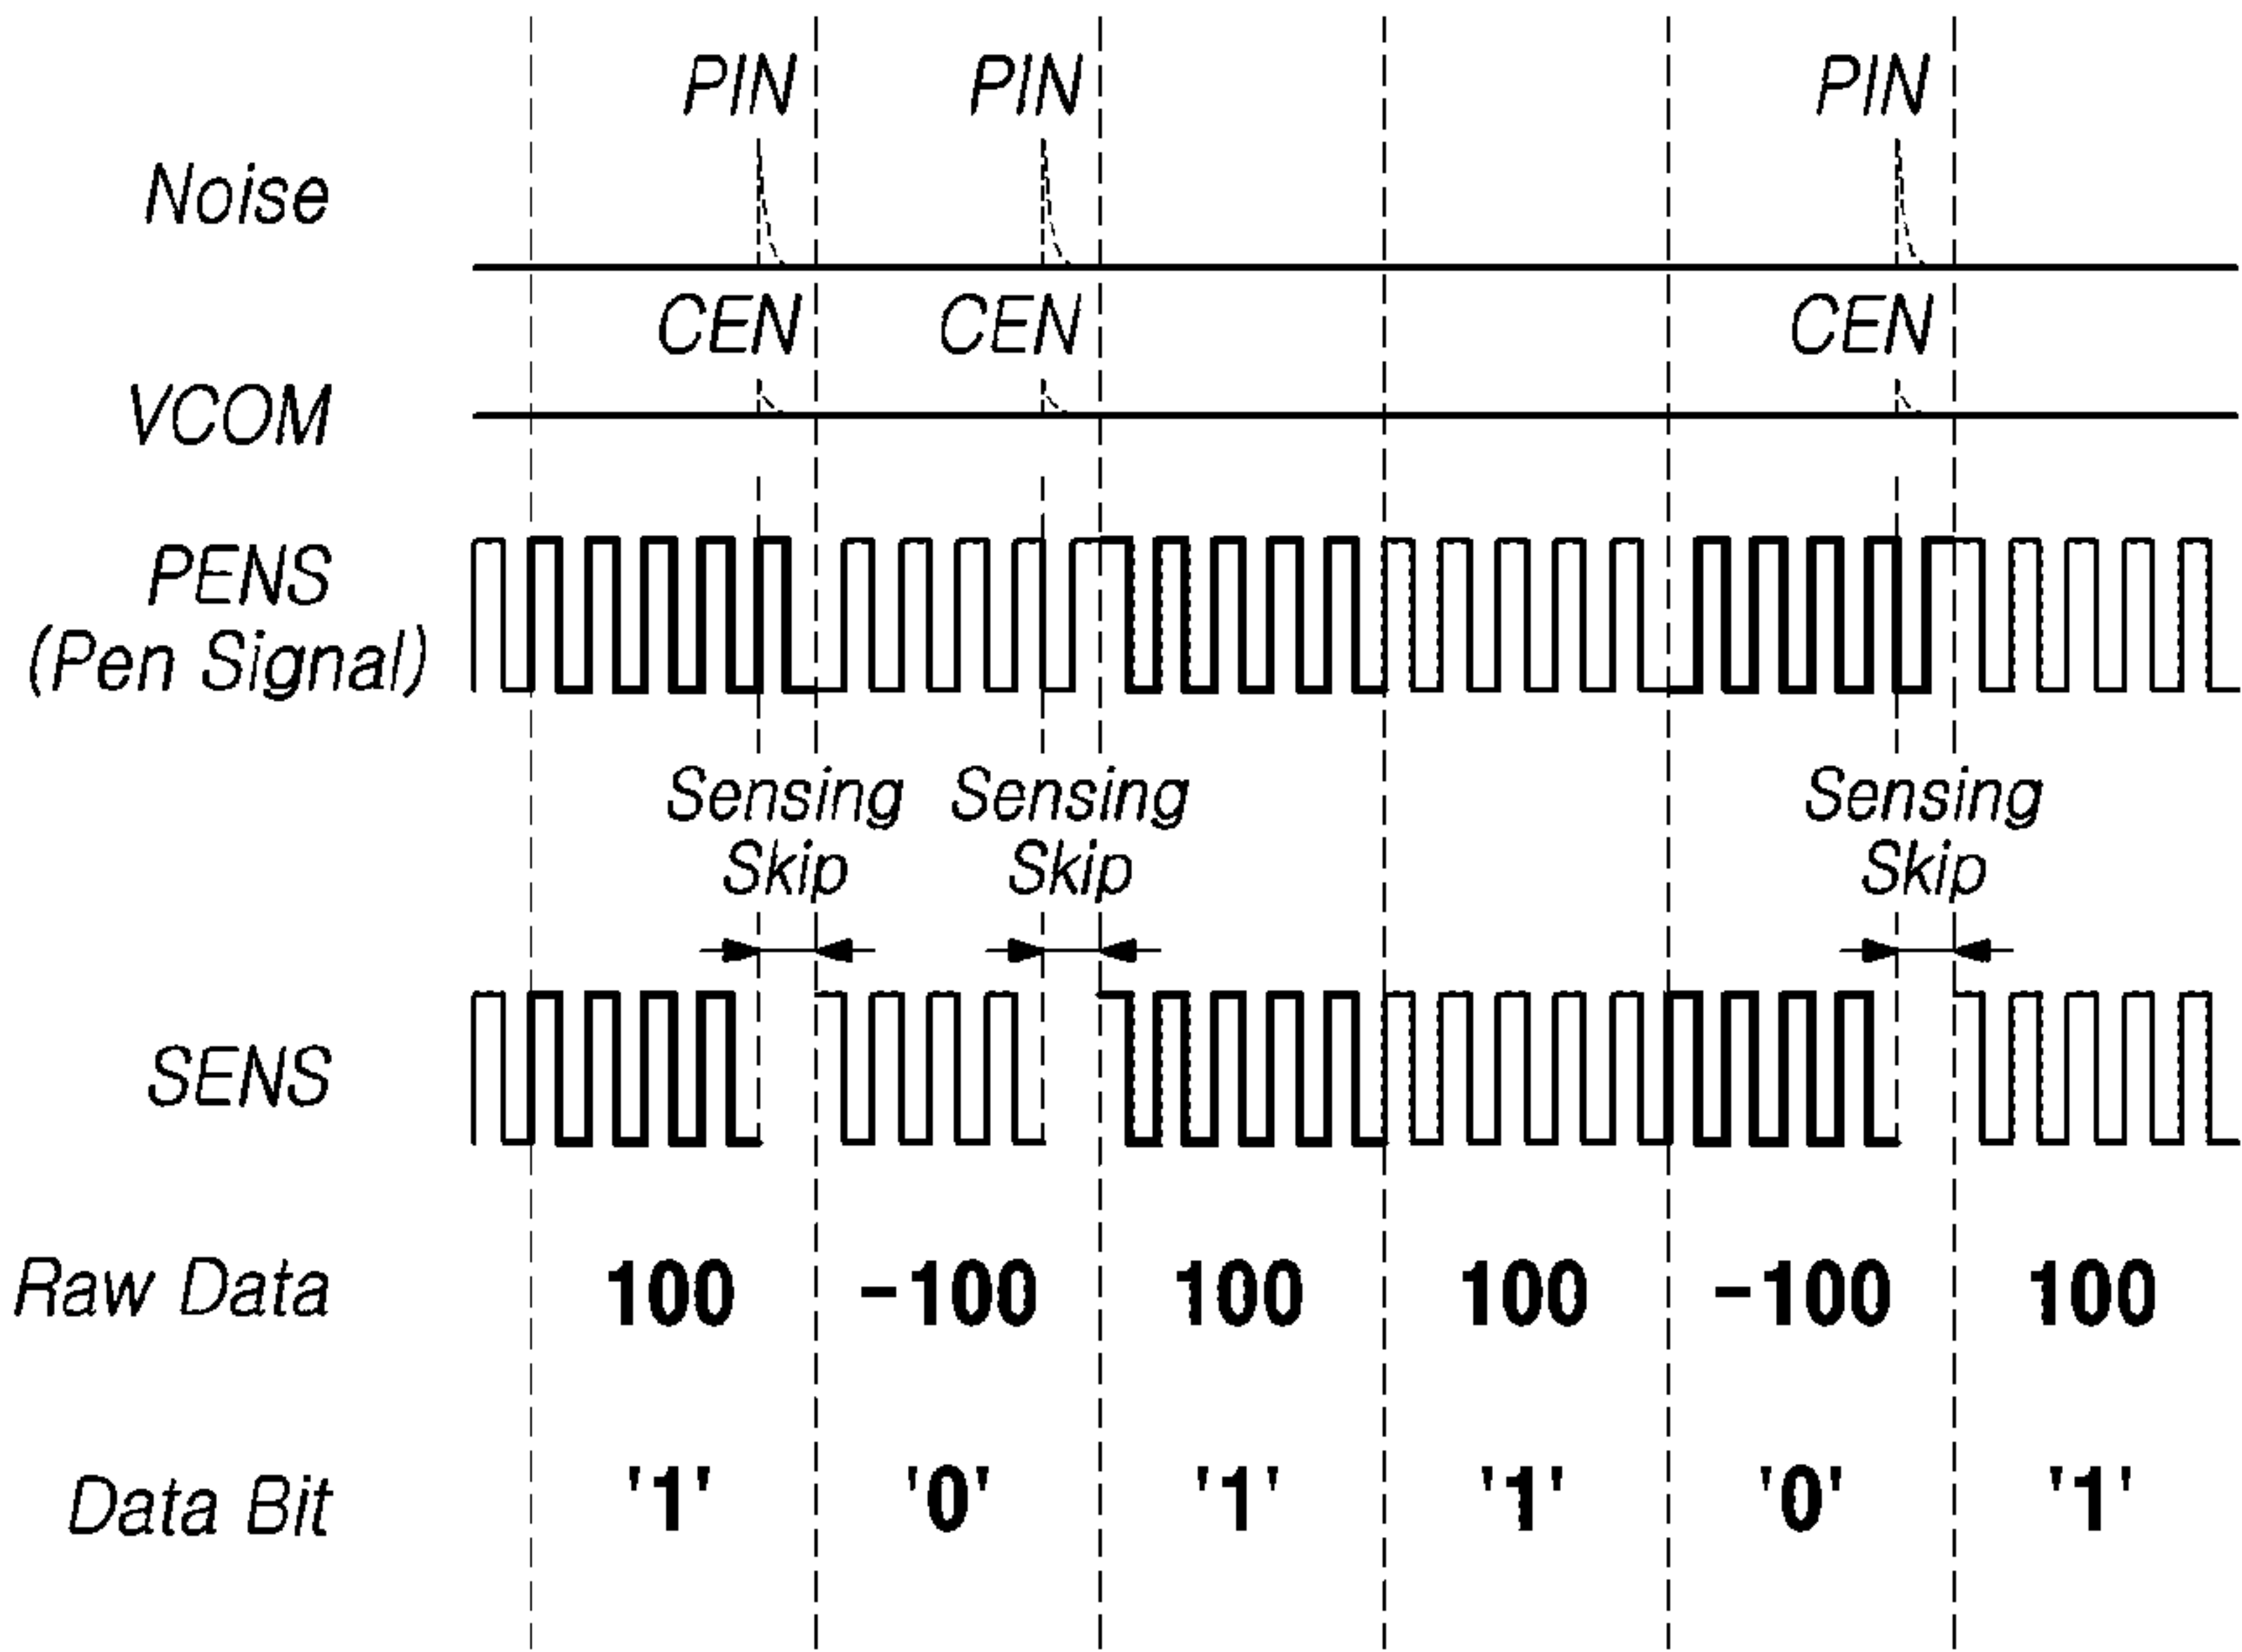 PIN PIN PIN
Noise
CEN CEN CEN
VCOM
PENS
(Pen Signal)
Sensing Sensing Sensing
Skip Skip Skip
SENS
Raw Data 100 -100 100 100 -100 100
Data Bit '1' '0' '1' '1' '0' '1'